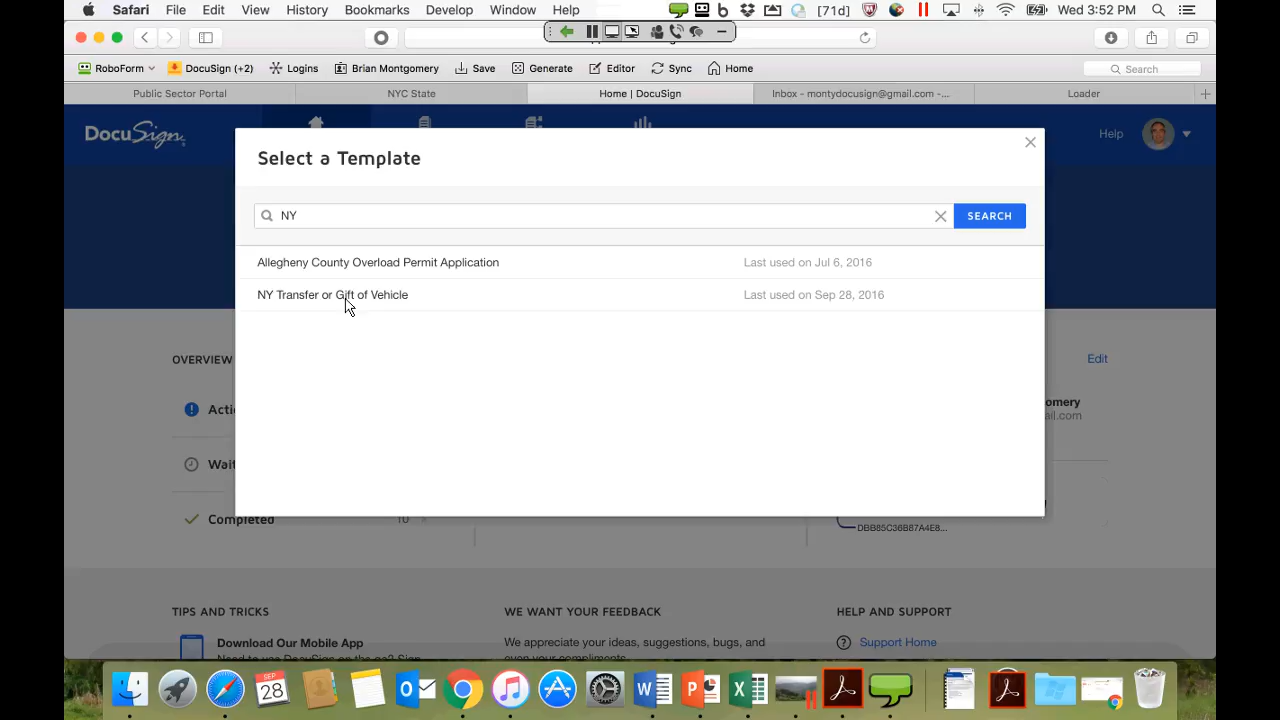 Safari File Edit View History Bookmarks Develop Window Help [71d] Wed 3:52 PM
RoboForm DocuSign (+2) Logins Brian Montgomery Save Generate Editor Sync Home Search
Public Sector Portal NYC State Home | DocuSign Inbox - montydocusign@gmail.com -... Loader +
DocuSign Help
Select a Template
NY SEARCH
Allegheny County Overload Permit Application Last used on Jul 6, 2016
NY Transfer or Gift of Vehicle Last used on Sep 28, 2016
OVERVIEW Edit
Completed 10
DBB85C36B87A4E8...
TIPS AND TRICKS WE WANT YOUR FEEDBACK HELP AND SUPPORT
Download Our Mobile App We appreciate your ideas, suggestions, bugs, and Support Home
SEP
28